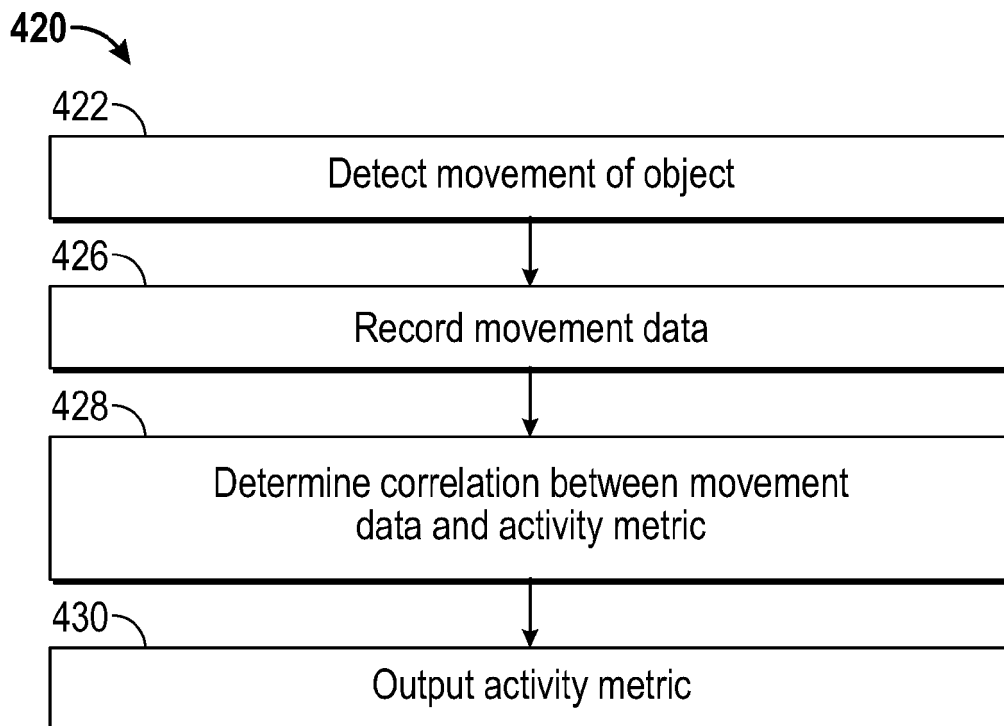 420
422
Detect movement of object
426
Record movement data
428
Determine correlation between movement
data and activity metric
430
Output activity metric